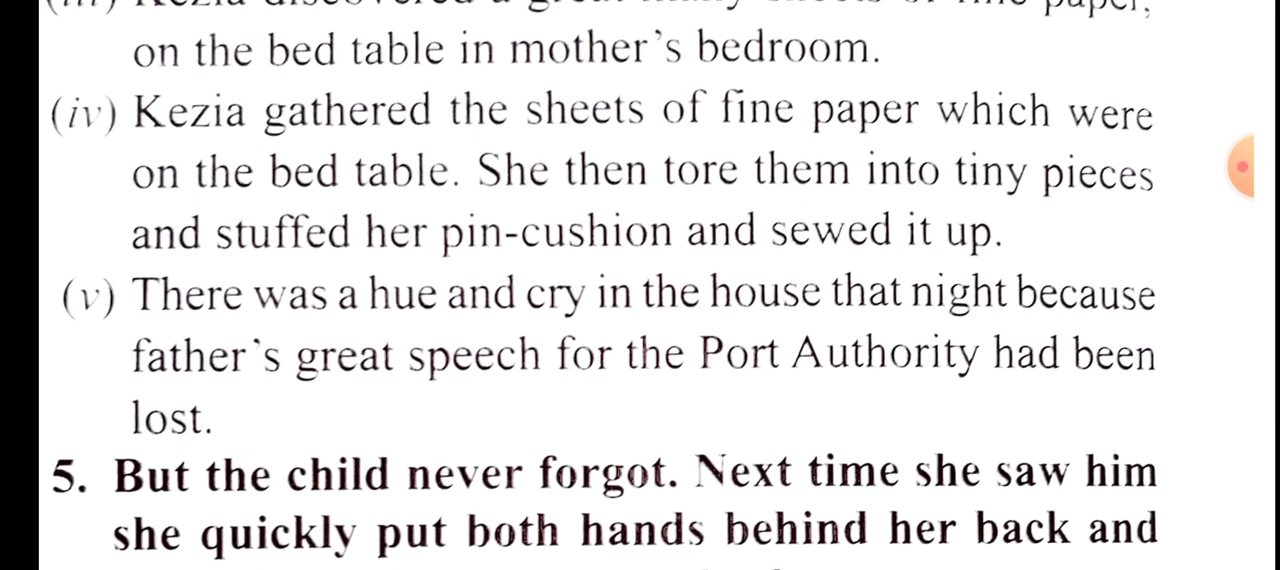 on the bed table in mother's bedroom.
(iv) Kezia gathered the sheets of fine paper which were
on the bed table. She then tore them into tiny pieces
and stuffed her pin-cushion and sewed it up.
(v) There was a hue and cry in the house that night because
father's great speech for the Port Authority had been
lost.
5. But the child never forgot. Next time she saw him
she quickly put both hands behind her back and